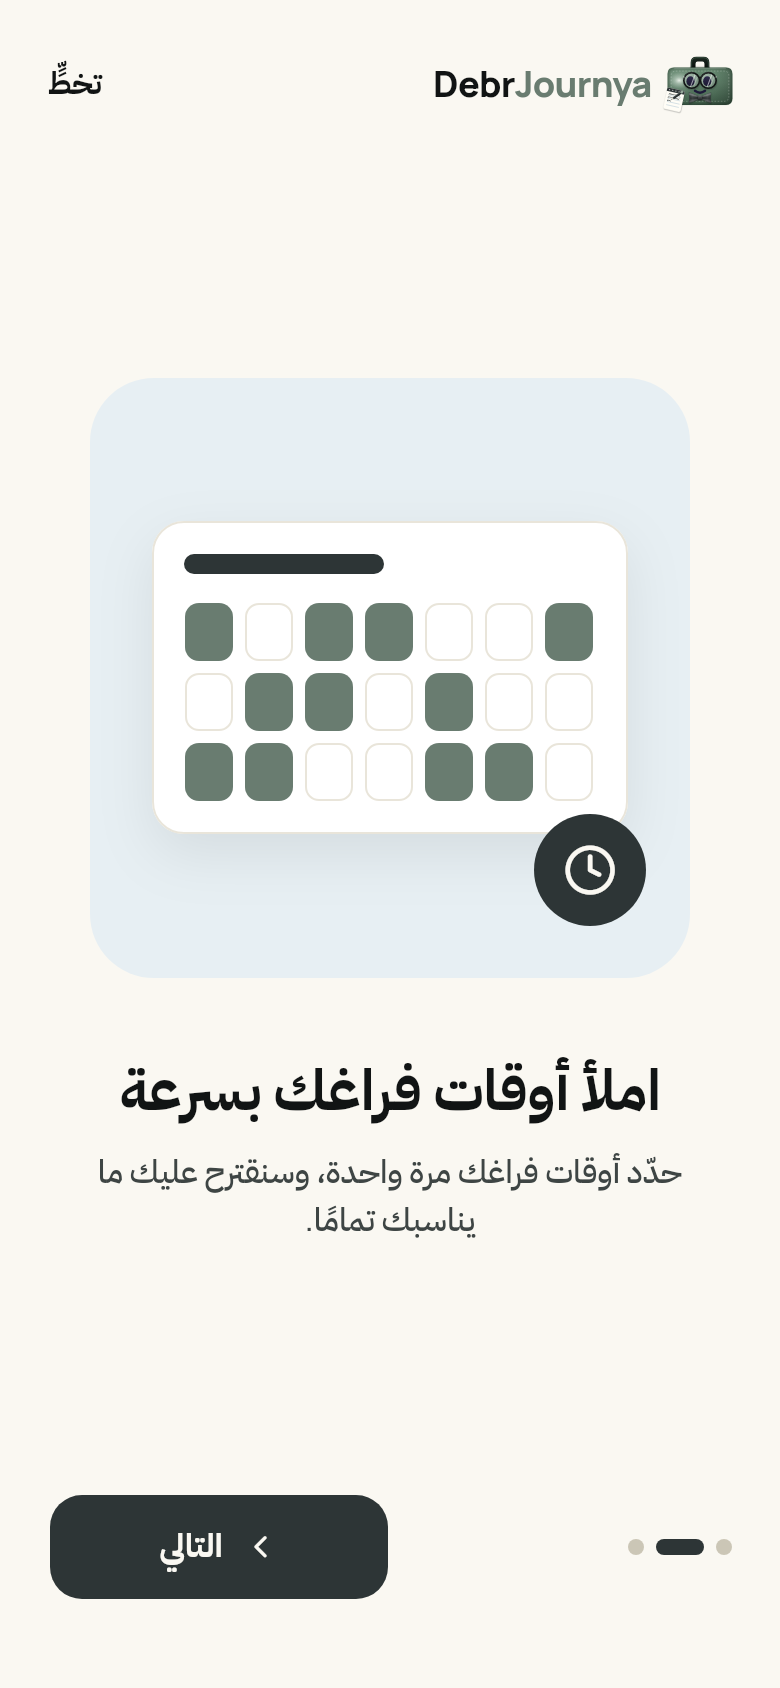 DebrJournya
تخطٍّ
املأ أوقات فراغك بسرعة
حدّد أوقات فراغك مرة واحدة، وسنقترح عليك ما
يناسبك تمامًا.
التالي